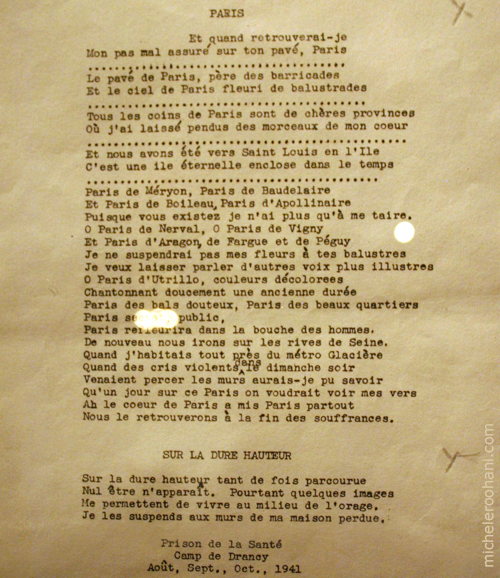 PARIS
Et quand retrouverai-je
Mon pas mal assuré sur ton pavé, Paris
..........................................
Le pavé de Paris, père des barricades
Et le ciel de Paris fleuri de balustrades
..........................................
Tous les coins de Paris sont de chères provinces
Où j'ai laissé pendus des morceaux de mon coeur
..........................................
Et nous avons été vers Saint Louis en l'Ile
C'est une ile éternelle enclose dans le temps
..........................................
Paris de Méryon, Paris de Baudelaire
Et Paris de Boileau, Paris d'Apollinaire
Puisque vous existez je n'ai plus qu'à me taire.
O Paris de Nerval, O Paris de Vigny
Et Paris d'Aragon, de Fargue et de Péguy
Je ne suspendrai pas mes fleurs à tes balustres
Je veux laisser parler d'autres voix plus illustres
O Paris d'Utrillo, couleurs décolorees
Chantonnant doucement une ancienne durée
Paris des bals douteux, Paris des beaux quartiers
Paris public,
Paris refleurira dans la bouche des hommes.
De nouveau nous irons sur les rives de Seine.
Quand j'habitais tout près du métro Glacière
Quand des cris violents dans le dimanche soir
Venaient percer les murs aurais-je pu savoir
Qu'un jour sur ce Paris on voudrait voir mes vers
Ah le coeur de Paris a mis Paris partout
Nous le retrouverons à la fin des souffrances.
SUR LA DURE HAUTEUR
Sur la dure hauteur tant de fois parcourue
Nul être n'apparaît. Pourtant quelques images
Me permettent de vivre au milieu de l'orage.
Je les suspends aux murs de ma maison perdue.
Prison de la Santé
Camp de Drancy
Août, Sept., Oct., 1941
micheleroohani.com